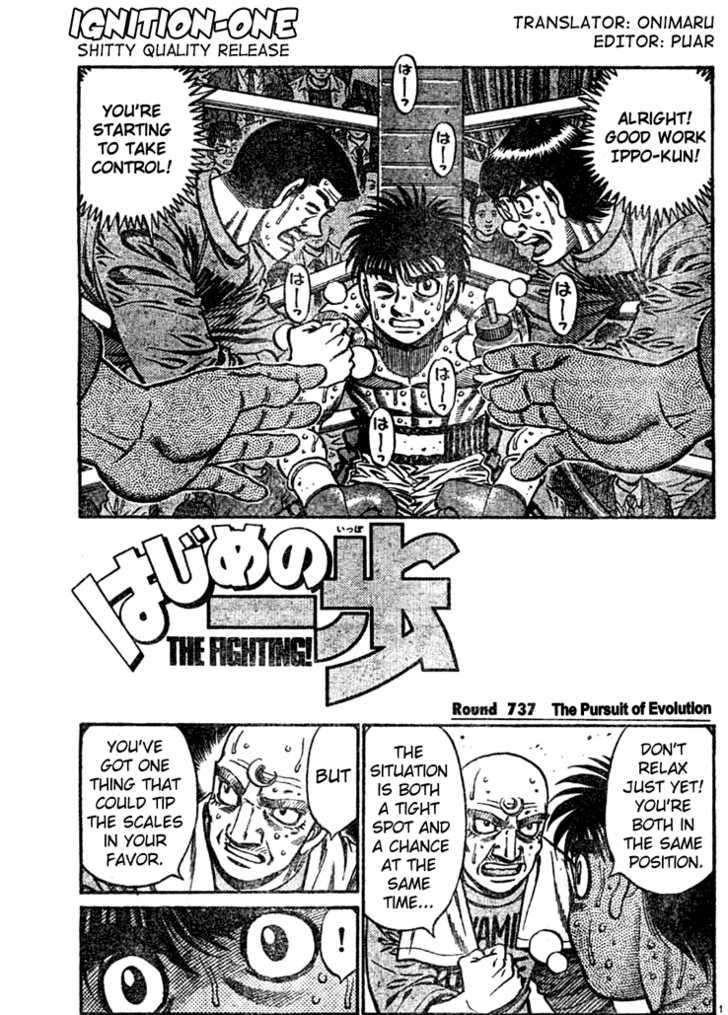 IGNITION-ONE
SHITTY QUALITY RELEASE
TRANSLATOR: ONIMARU
EDITOR: PUAR
ALRIGHT!
GOOD WORK
IPPO-KUN!
YOU'RE
STARTING
TO TAKE
CONTROL!
はーっ
はーっ
はーっ
はーっ
はーっ
はーっ
はじめの一歩
いっぽ
THE FIGHTING!
Round 737 The Pursuit of Evolution
DON'T
RELAX
JUST YET!
YOU'RE
BOTH IN
THE SAME
POSITION.
THE
SITUATION
IS BOTH
A TIGHT
SPOT AND
A CHANCE
AT THE
SAME
TIME...
BUT
YOU'VE
GOT ONE
THING THAT
COULD TIP
THE SCALES
IN YOUR
FAVOR.
!
1